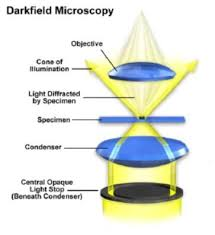 Darkfield Microscopy
Objective
Cone of
Illumination
Light Diffracted
by Specimen
Specimen
Condenser
Central Opaque
Light Stop
(Beneath Condenser)